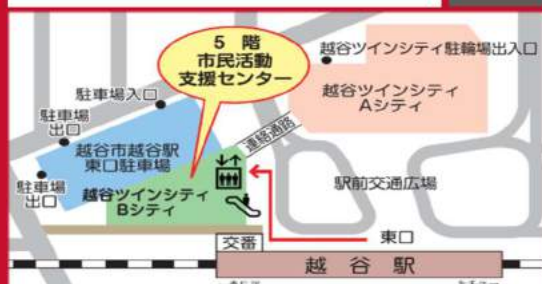 5 階
市民活動
支援センター
越谷ツインシティ駐輪場出入口
越谷ツインシティ
Aシティ
駐車場入口
駐車場
出口
連絡通路
越谷市越谷駅
東口駐車場
駐車場
出口
越谷ツインシティ
Bシティ
駅前交通広場
交番
東口
越谷駅